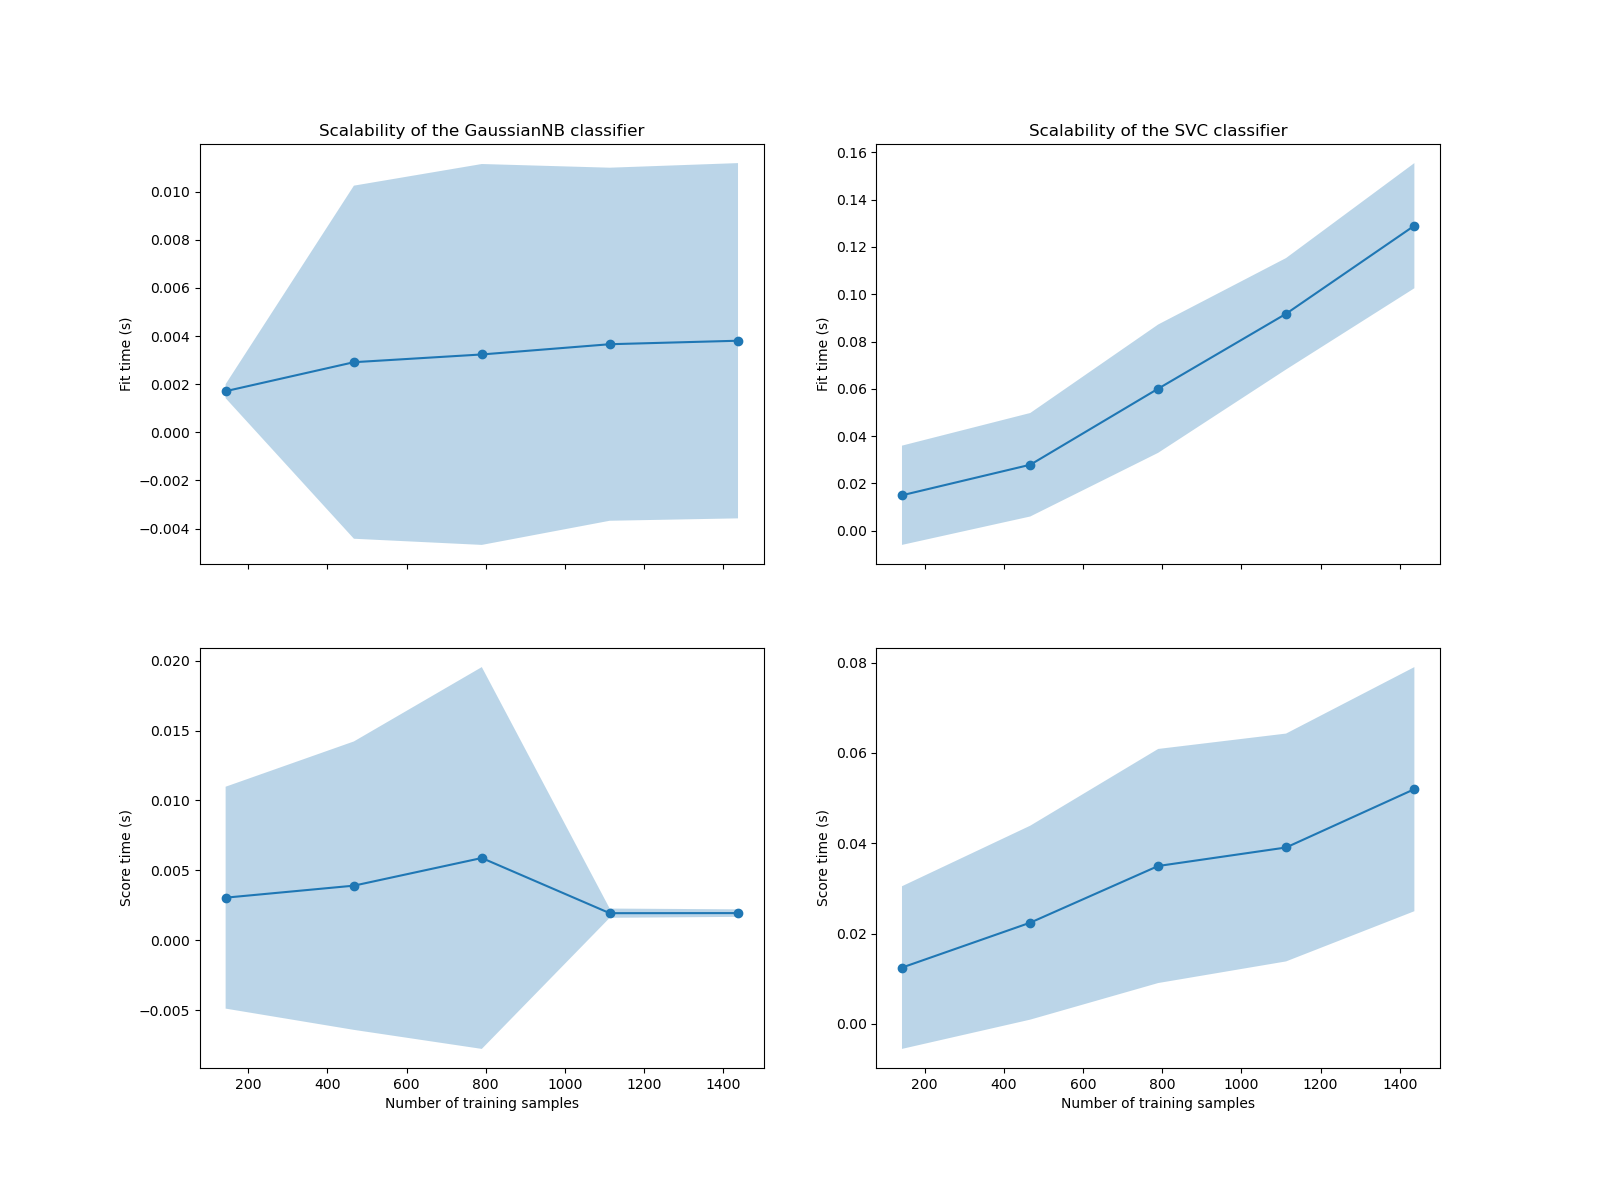 Scalability of the GaussianNB classifier
Fit time (s)
0.010
0.008
0.006
0.004
0.002
0.000
−0.002
−0.004
Scalability of the SVC classifier
Fit time (s)
0.16
0.14
0.12
0.10
0.08
0.06
0.04
0.02
0.00
Score time (s)
0.020
0.015
0.010
0.005
0.000
−0.005
200 400 600 800 1000 1200 1400
Number of training samples
Score time (s)
0.08
0.06
0.04
0.02
0.00
200 400 600 800 1000 1200 1400
Number of training samples